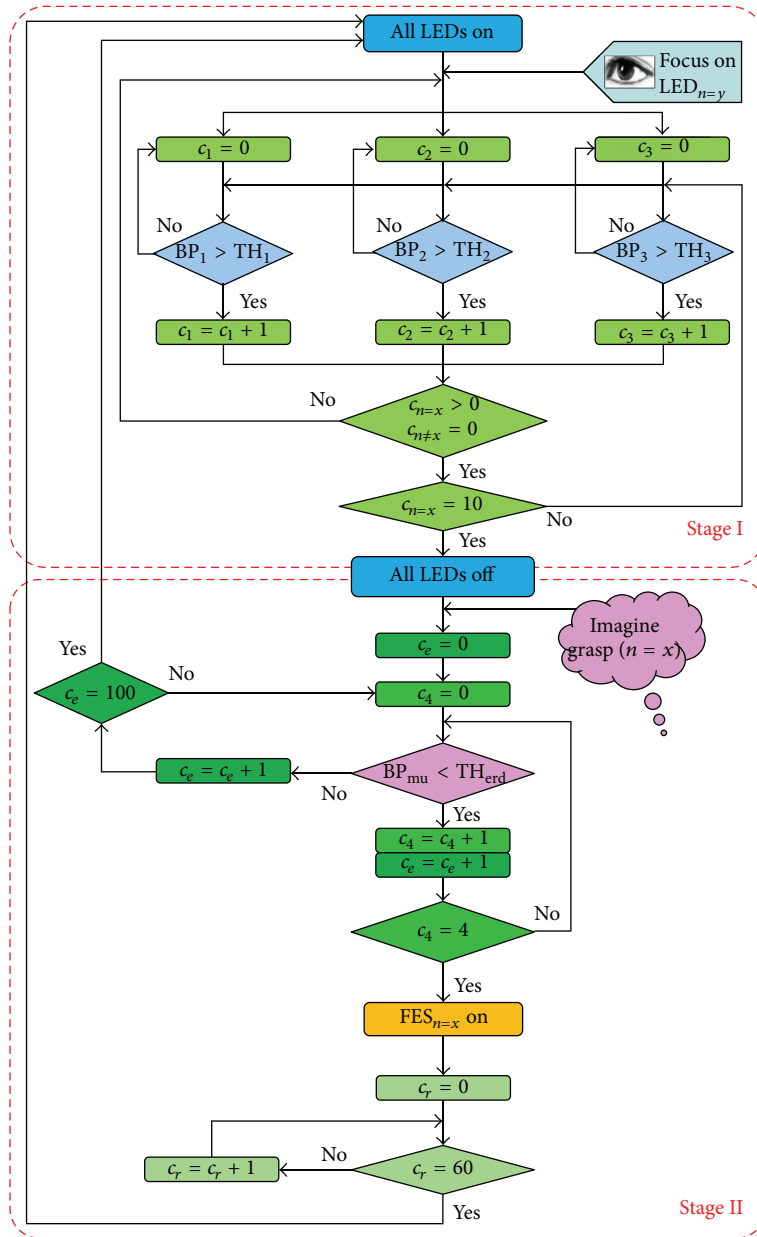 All LEDs on
Focus on
LEDn=y
c1 = 0
c2 = 0
c3 = 0
No
No
No
BP1 > TH1
BP2 > TH2
BP3 > TH3
Yes
Yes
Yes
c1 = c1 + 1
c2 = c2 + 1
c3 = c3 + 1
No
cn=x > 0
cn≠x = 0
Yes
cn=x = 10
No
Yes
Stage I
All LEDs off
Imagine
grasp (n = x)
ce = 0
Yes
No
ce = 100
c4 = 0
ce = ce + 1
No
BPmu < THerd
Yes
c4 = c4 + 1
ce = ce + 1
c4 = 4
No
Yes
FESn=x on
cr = 0
cr = cr + 1
No
cr = 60
Yes
Stage II